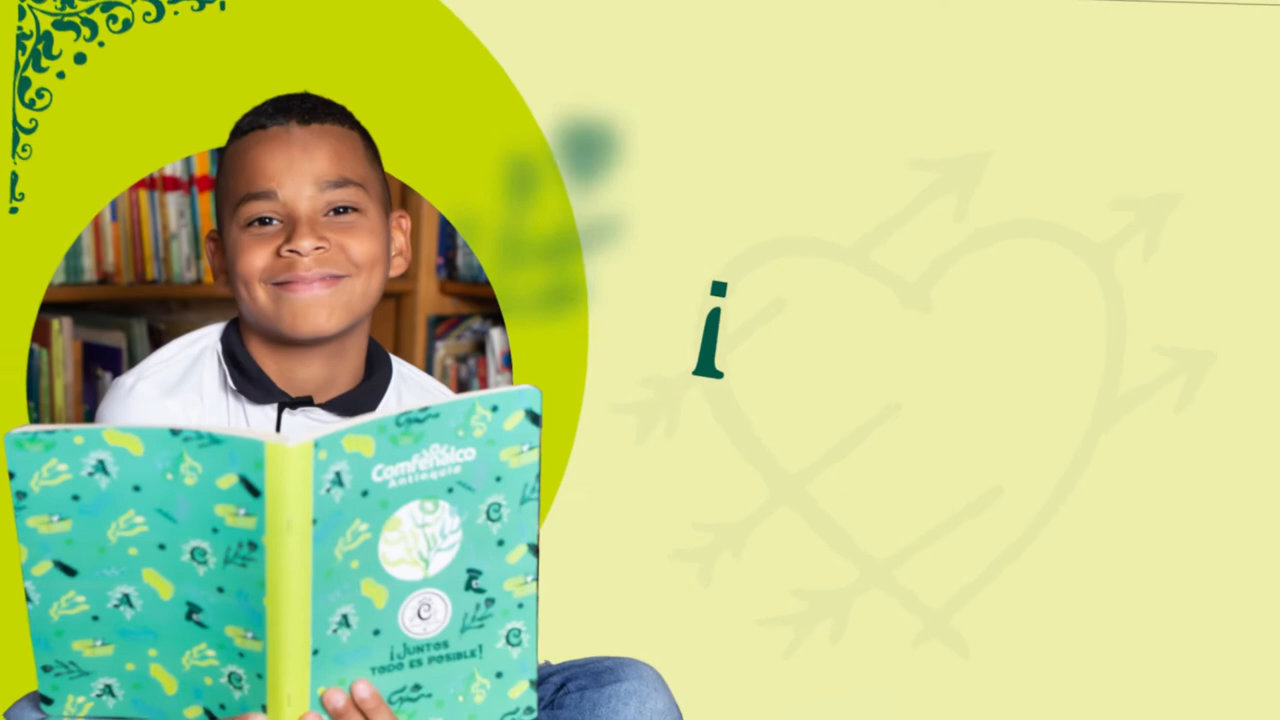 i
Comfenalco
Antioquia
C
¡JUNTOS
TODO ES POSIBLE!